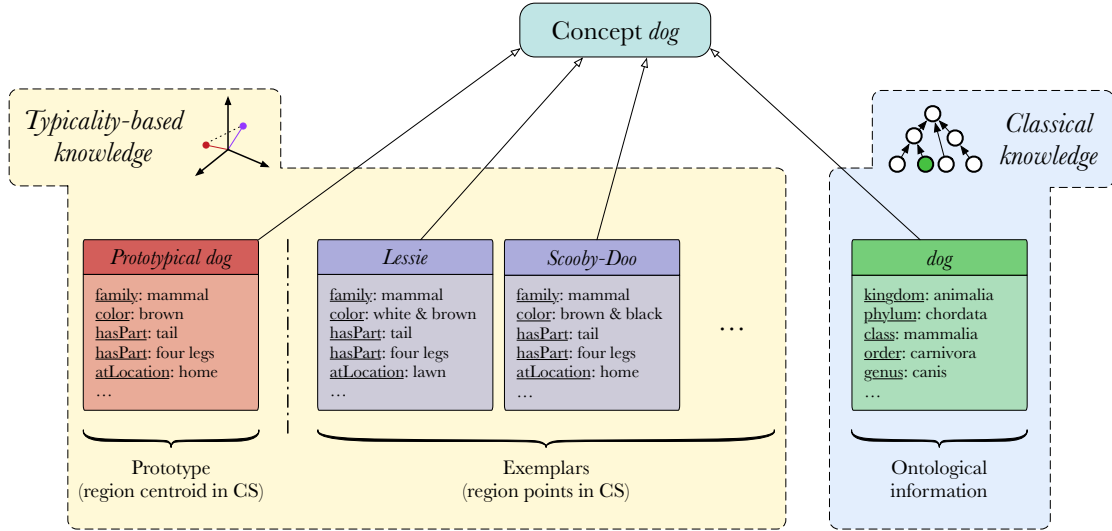 Concept dog
Typicality-based
knowledge
Classical
knowledge
Prototypical dog
family: mammal
color: brown
hasPart: tail
hasPart: four legs
atLocation: home
…
Lessie
family: mammal
color: white & brown
hasPart: tail
hasPart: four legs
atLocation: lawn
…
Scooby-Doo
family: mammal
color: brown & black
hasPart: tail
hasPart: four legs
atLocation: home
…
…
dog
kingdom: animalia
phylum: chordata
class: mammalia
order: carnivora
genus: canis
…
Prototype
(region centroid in CS)
Exemplars
(region points in CS)
Ontological
information